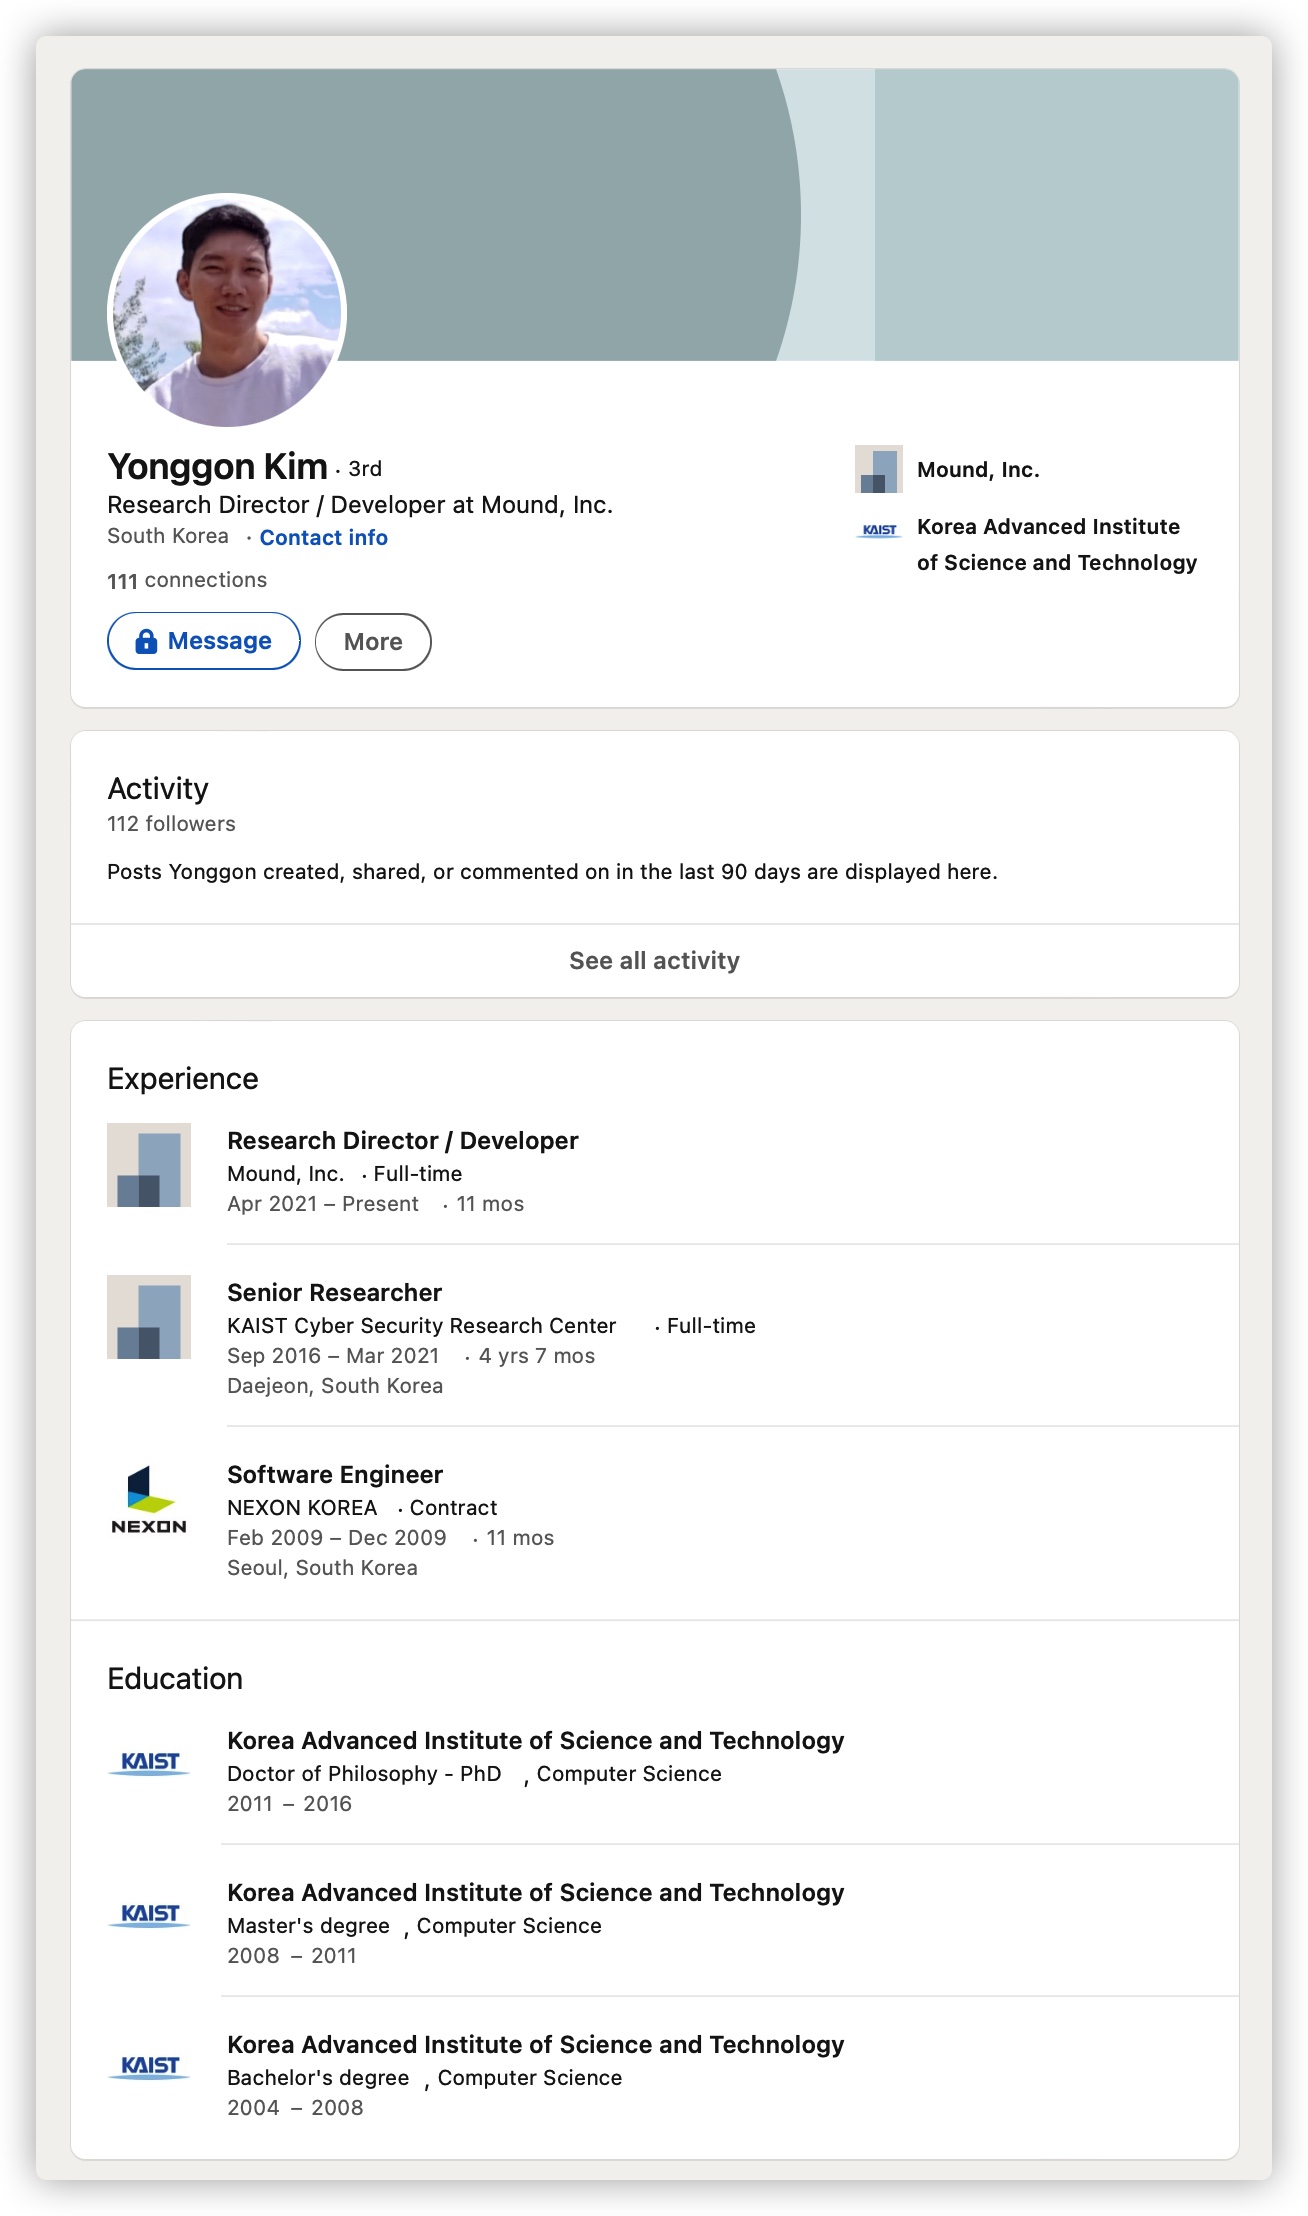 Yonggon Kim · 3rd
Research Director / Developer at Mound, Inc.
South Korea · Contact info
111 connections
Message
More
Mound, Inc.
KAIST
Korea Advanced Institute
of Science and Technology
Activity
112 followers
Posts Yonggon created, shared, or commented on in the last 90 days are displayed here.
See all activity
Experience
Research Director / Developer
Mound, Inc. · Full-time
Apr 2021 – Present · 11 mos
Senior Researcher
KAIST Cyber Security Research Center · Full-time
Sep 2016 – Mar 2021 · 4 yrs 7 mos
Daejeon, South Korea
NEXON
Software Engineer
NEXON KOREA · Contract
Feb 2009 – Dec 2009 · 11 mos
Seoul, South Korea
Education
KAIST
Korea Advanced Institute of Science and Technology
Doctor of Philosophy - PhD , Computer Science
2011 – 2016
KAIST
Korea Advanced Institute of Science and Technology
Master's degree , Computer Science
2008 – 2011
KAIST
Korea Advanced Institute of Science and Technology
Bachelor's degree , Computer Science
2004 – 2008